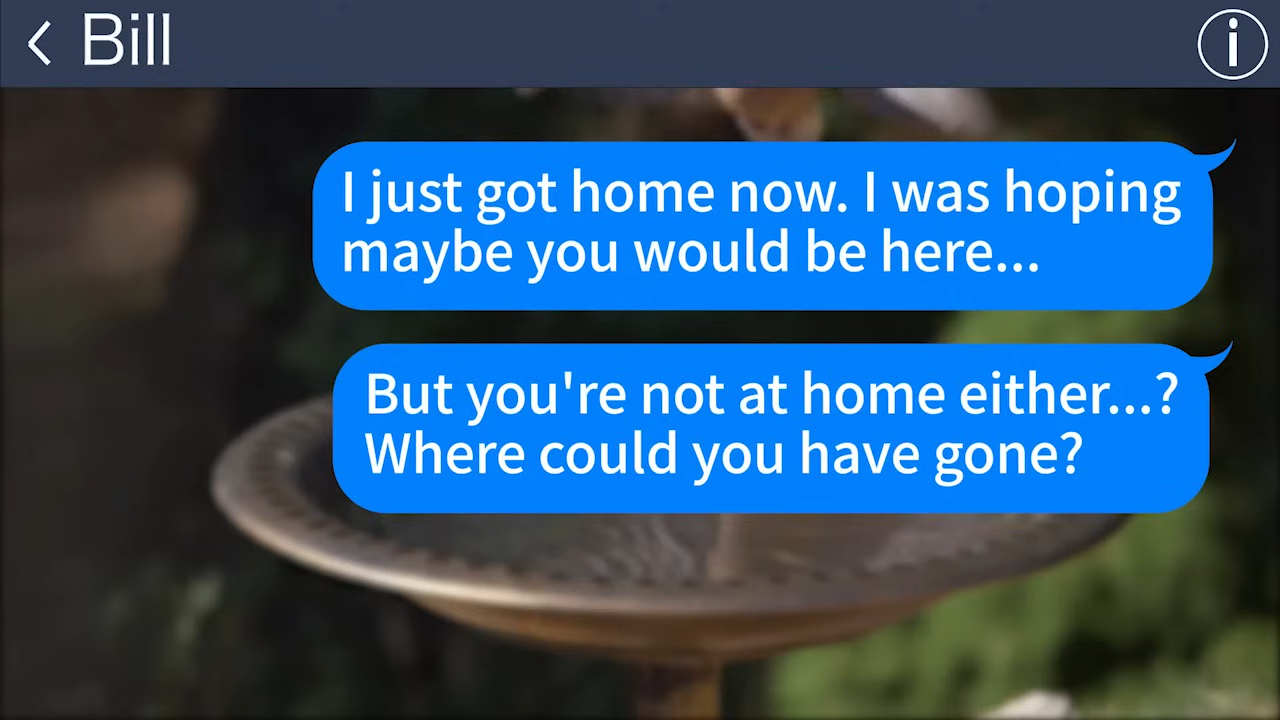 Bill
I just got home now. I was hoping
maybe you would be here...
But you're not at home either...?
Where could you have gone?